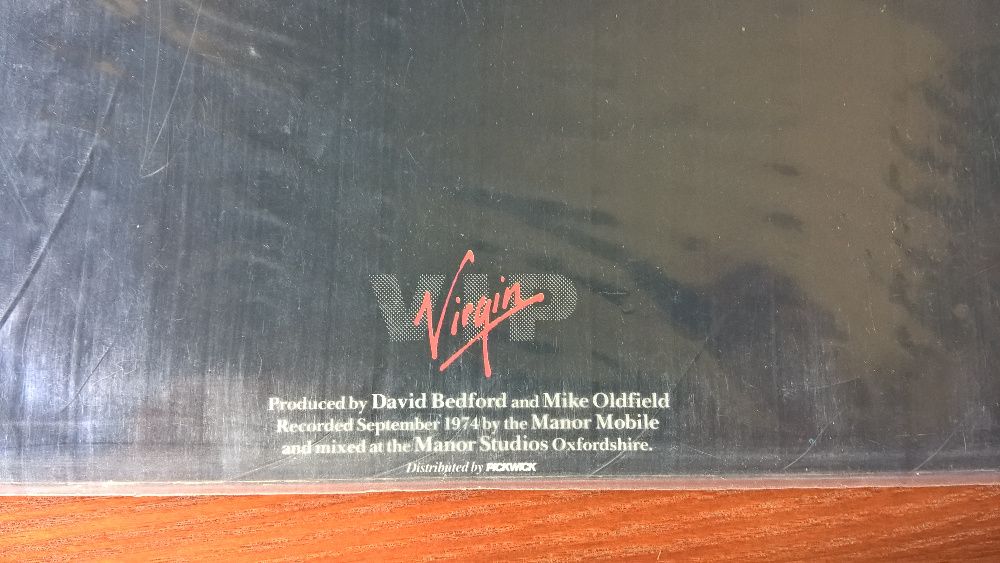 VIP
Virgin
Produced by David Bedford and Mike Oldfield
Recorded September 1974 by the Manor Mobile
and mixed at the Manor Studios Oxfordshire.
Distributed by PICKWICK